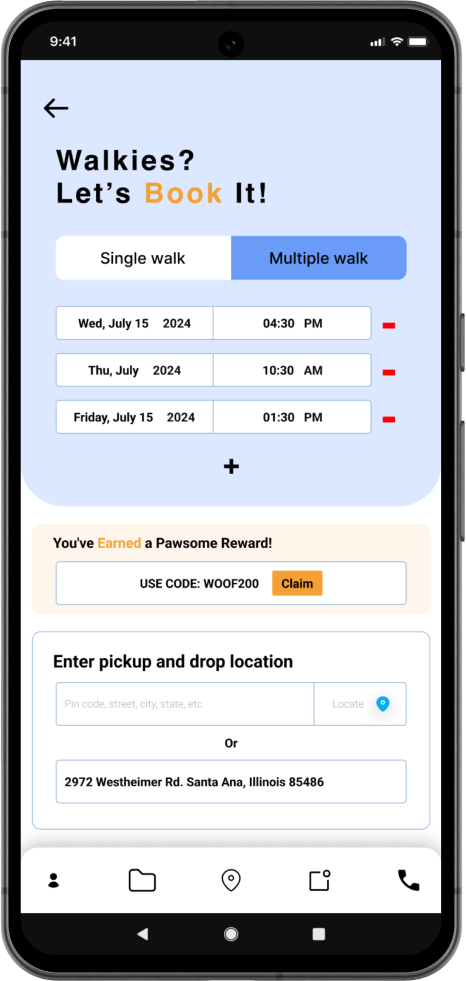 9:41
Walkies?
Let's Book It!
Single walk Multiple walk
Wed, July 15 2024 04:30 PM
Thu, July 2024 10:30 AM
Friday, July 15 2024 01:30 PM
+
You've Earned a Pawsome Reward!
USE CODE: WOOF200 Claim
Enter pickup and drop location
Pin code, street, city, state, etc Locate
Or
2972 Westheimer Rd. Santa Ana, Illinois 85486